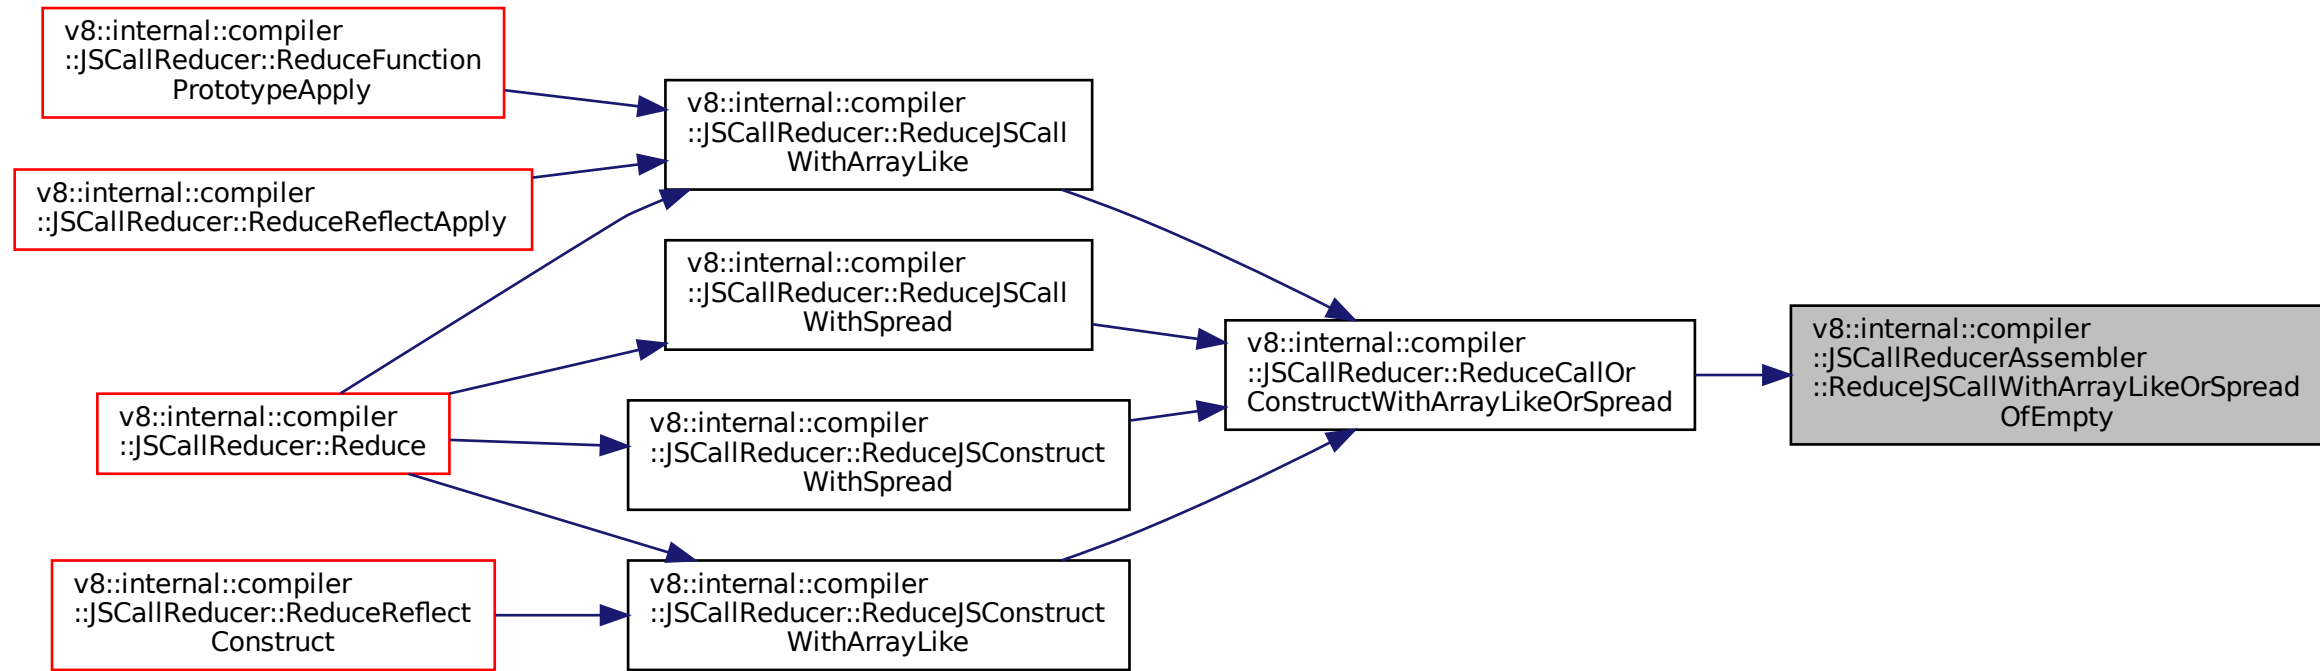 v8::internal::compiler
::JSCallReducer::ReduceFunction
PrototypeApply
v8::internal::compiler
::JSCallReducer::ReduceReflectApply
v8::internal::compiler
::JSCallReducer::Reduce
v8::internal::compiler
::JSCallReducer::ReduceReflect
Construct
v8::internal::compiler
::JSCallReducer::ReduceJSCall
WithArrayLike
v8::internal::compiler
::JSCallReducer::ReduceJSCall
WithSpread
v8::internal::compiler
::JSCallReducer::ReduceJSConstruct
WithSpread
v8::internal::compiler
::JSCallReducer::ReduceJSConstruct
WithArrayLike
v8::internal::compiler
::JSCallReducer::ReduceCallOr
ConstructWithArrayLikeOrSpread
v8::internal::compiler
::JSCallReducerAssembler
::ReduceJSCallWithArrayLikeOrSpread
OfEmpty